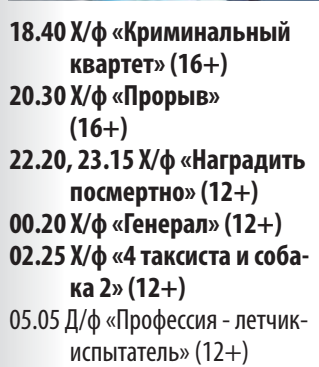 18.40 Х/ф «Криминальный
квартет» (16+)
20.30 Х/ф «Прорыв»
(16+)
22.20, 23.15 Х/ф «Наградить
посмертно» (12+)
00.20 Х/ф «Генерал» (12+)
02.25 Х/ф «4 таксиста и соба-
ка 2» (12+)
05.05 Д/ф «Профессия - летчик-
испытатель» (12+)